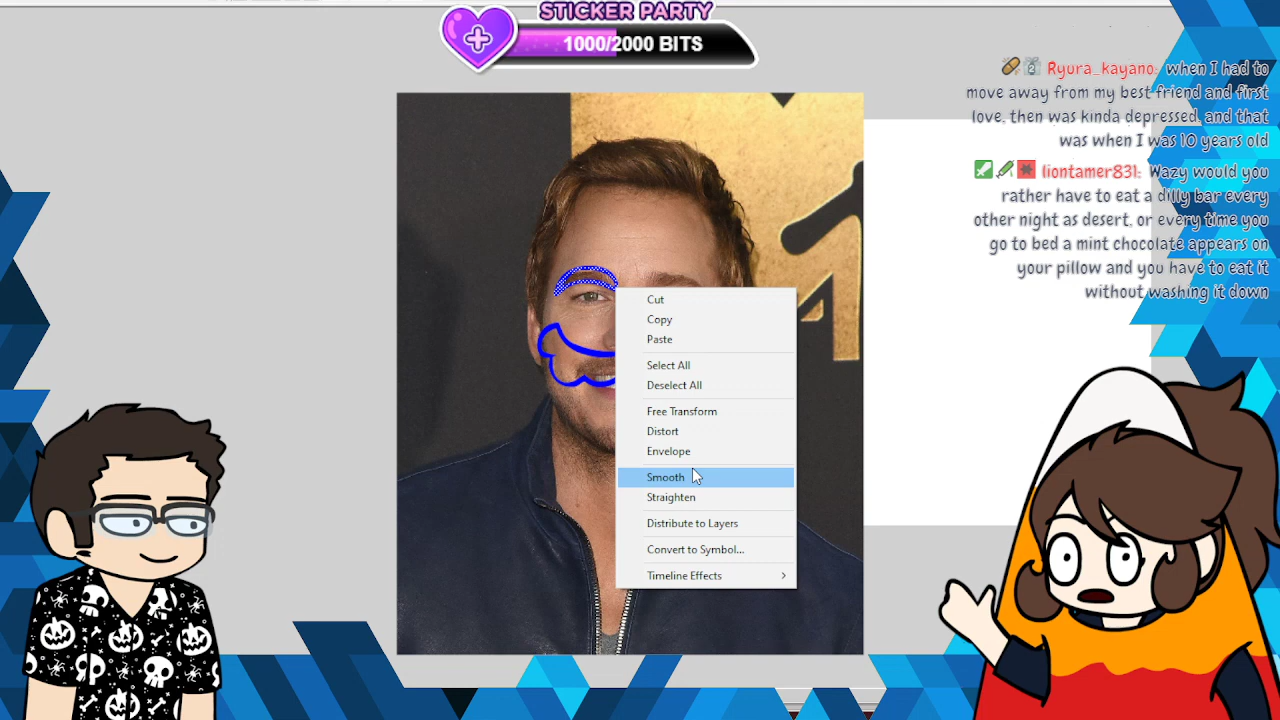 STICKER PARTY
1000/2000 BITS
2 Ryura_kayano: when I had to
move away from my best friend and first
love, then was kinda depressed, and that
was when I was 10 years old
liontamer831: Wazy would you
rather have to eat a dilly bar every
other night as desert, or every time you
go to bed a mint chocolate appears on
your pillow and you have to eat it
without washing it down
Cut
Copy
Paste
Select All
Deselect All
Free Transform
Distort
Envelope
Smooth
Straighten
Distribute to Layers
Convert to Symbol...
Timeline Effects